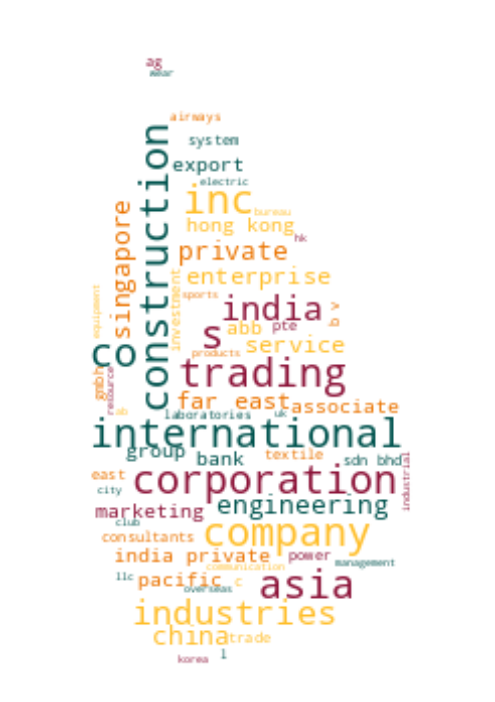 ag
wear
airways
construction
system
export
electric
inc
bureau
singapore
hong kong
hk
private
enterprise
investment
equipment
sports
india
b v
s
abb
pte
co
service
products
trading
gmbh
resource
far east
associate
ab
laboratories
uk
international
group
bank
textile
sdn bhd
industrial
east
corporation
city
marketing
engineering
club
company
consultants
india private
power
communication
management
llc
pacific
c
overseas
asia
industries
china
trade
korea
l